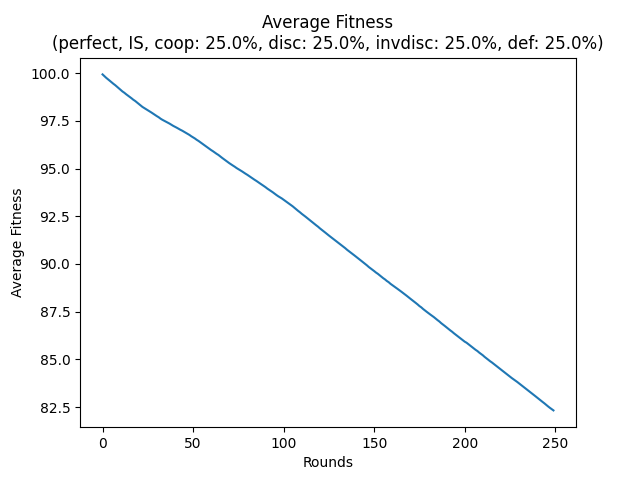 Average Fitness
(perfect, IS, coop: 25.0%, disc: 25.0%, invdisc: 25.0%, def: 25.0%)
100.0
97.5
95.0
92.5
90.0
87.5
85.0
82.5
Average Fitness
0 50 100 150 200 250
Rounds